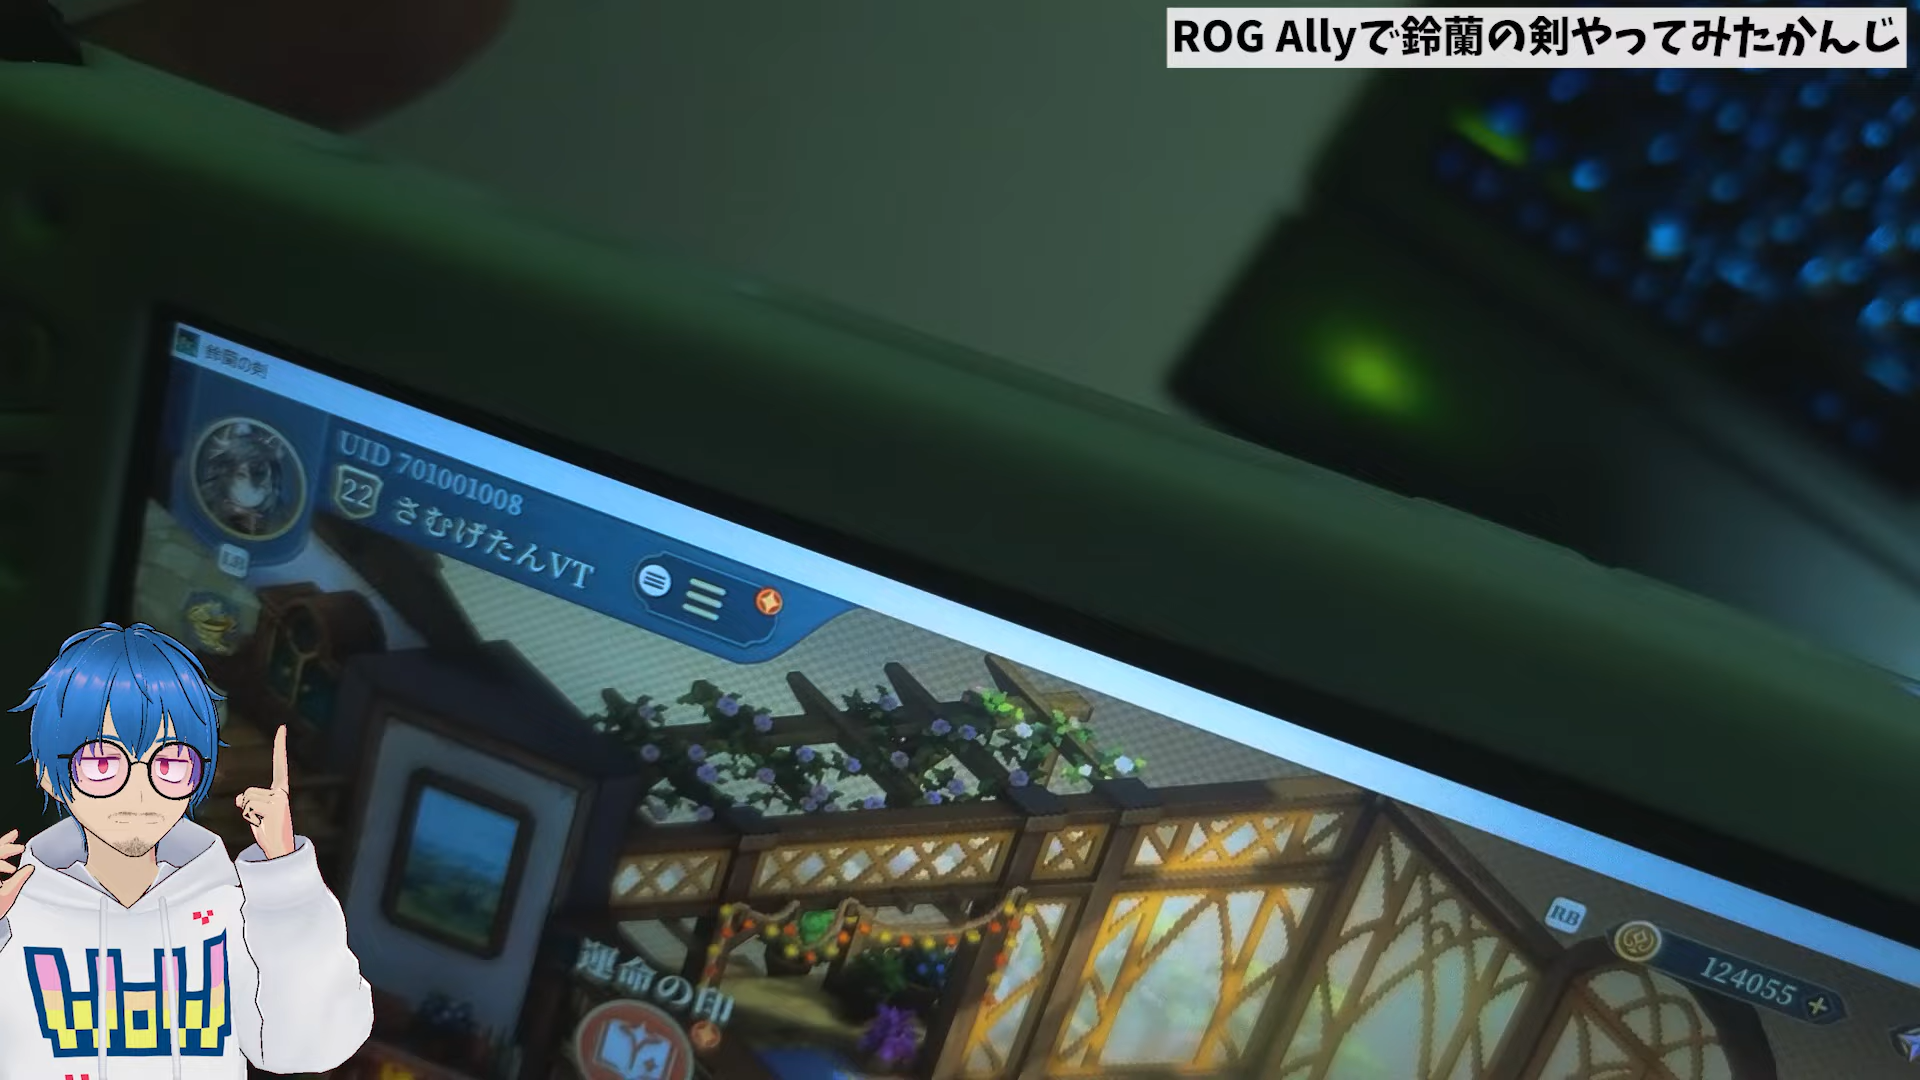 ROG Allyで鈴蘭の剣やってみたかんじ
鈴蘭の剣
UID 701001008
22 さむげたんVT
LB
RB
124055 +
運命の印
WOW